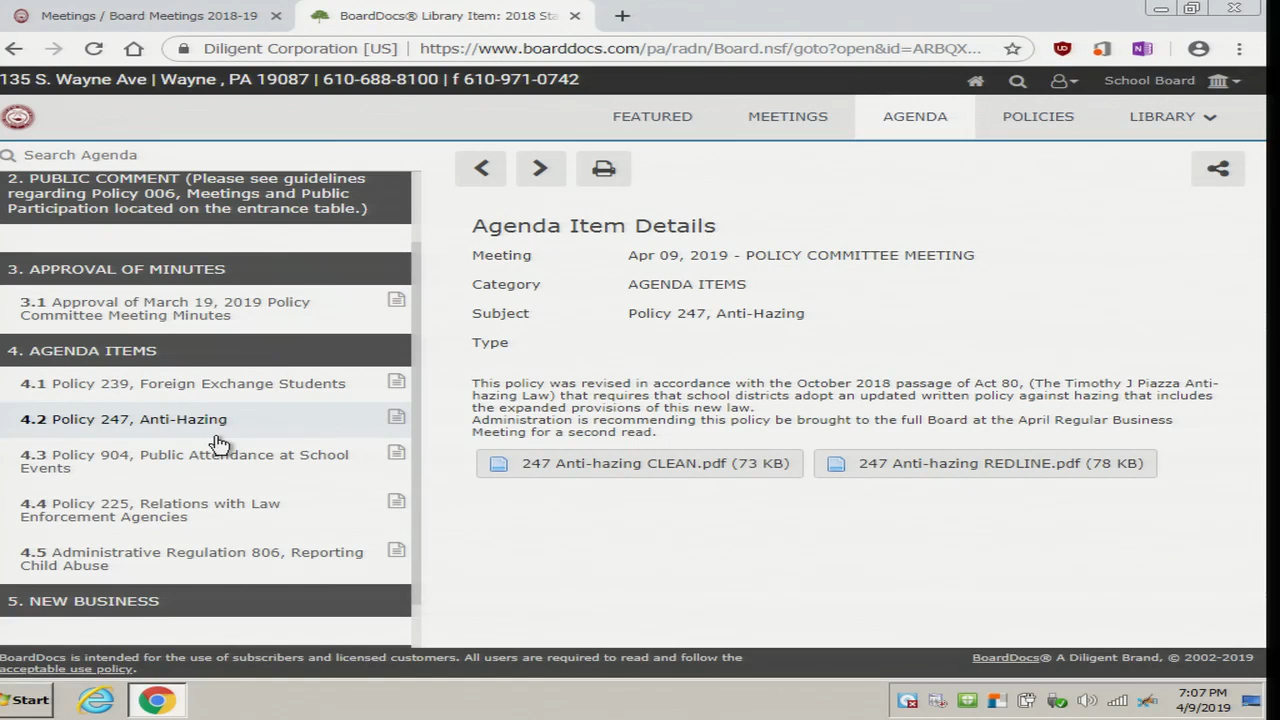 Meetings / Board Meetings 2018-19
BoardDocs® Library Item: 2018 Sta
Diligent Corporation [US]
https://www.boarddocs.com/pa/radn/Board.nsf/goto?open&id=ARBQX...
135 S. Wayne Ave | Wayne , PA 19087 | 610-688-8100 | f 610-971-0742
School Board
FEATURED
MEETINGS
AGENDA
POLICIES
LIBRARY
Search Agenda
2. PUBLIC COMMENT (Please see guidelines
regarding Policy 006, Meetings and Public
Participation located on the entrance table.)
3. APPROVAL OF MINUTES
3.1 Approval of March 19, 2019 Policy
Committee Meeting Minutes
4. AGENDA ITEMS
4.1 Policy 239, Foreign Exchange Students
4.2 Policy 247, Anti-Hazing
4.3 Policy 904, Public Attendance at School
Events
4.4 Policy 225, Relations with Law
Enforcement Agencies
4.5 Administrative Regulation 806, Reporting
Child Abuse
5. NEW BUSINESS
Agenda Item Details
Meeting
Apr 09, 2019 - POLICY COMMITTEE MEETING
Category
AGENDA ITEMS
Subject
Policy 247, Anti-Hazing
Type
This policy was revised in accordance with the October 2018 passage of Act 80, (The Timothy J Piazza Anti-
hazing Law) that requires that school districts adopt an updated written policy against hazing that includes
the expanded provisions of this new law.
Administration is recommending this policy be brought to the full Board at the April Regular Business
Meeting for a second read.
247 Anti-hazing CLEAN.pdf (73 KB)
247 Anti-hazing REDLINE.pdf (78 KB)
BoardDocs is intended for the use of subscribers and licensed customers. All users are required to read and follow the
acceptable use policy.
BoardDocs® A Diligent Brand, © 2002-2019
Start
7:07 PM
4/9/2019